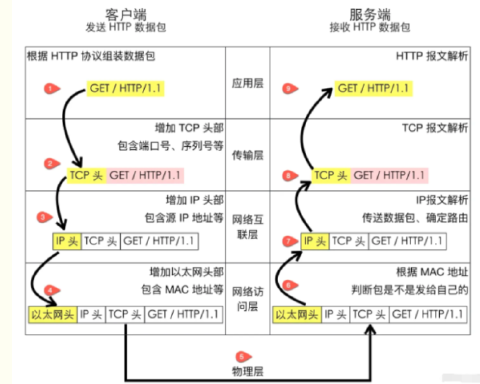 客户端
发送 HTTP 数据包
服务端
接收 HTTP 数据包
根据 HTTP 协议组装数据包
1
GET / HTTP/1.1
应用层
HTTP 报文解析
9
GET / HTTP/1.1
增加 TCP 头部
包含端口号、序列号等
2
TCP 头 GET / HTTP/1.1
传输层
TCP 报文解析
8
TCP 头 GET / HTTP/1.1
增加 IP 头部
包含源 IP 地址等
3
IP 头 TCP 头 GET / HTTP/1.1
网络互
联层
IP报文解析
传送数据包、确定路由
7
IP 头 TCP 头 GET / HTTP/1.1
增加以太网头部
包含 MAC 地址等
4
以太网头 IP 头 TCP 头 GET / HTTP/1.1
网络访
问层
根据 MAC 地址
判断包是不是发给自己的
6
以太网头 IP 头 TCP 头 GET / HTTP/1.1
5
物理层